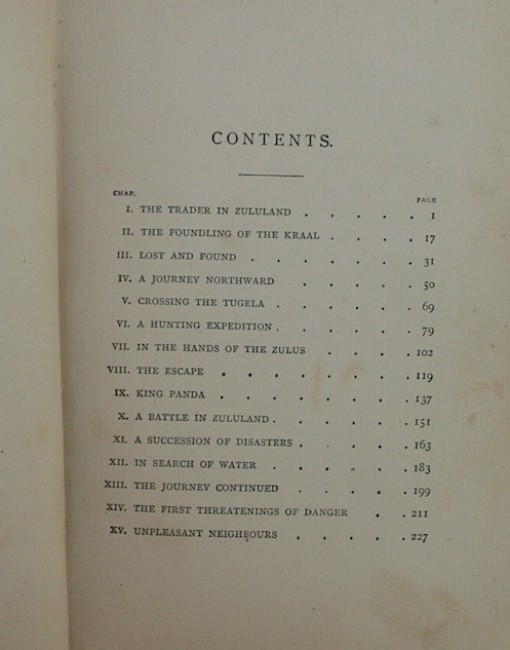 CONTENTS.
CHAP.
PAGE
I. THE TRADER IN ZULULAND . . . . . 1
II. THE FOUNDLING OF THE KRAAL . . . . 17
III. LOST AND FOUND . . . . . . . 31
IV. A JOURNEY NORTHWARD . . . . . 50
V. CROSSING THE TUGELA . . . . . . 69
VI. A HUNTING EXPEDITION . . . . . . 79
VII. IN THE HANDS OF THE ZULUS . . . . 102
VIII. THE ESCAPE . . . . . . . . 119
IX. KING PANDA . . . . . . . . 137
X. A BATTLE IN ZULULAND . . . . . . 151
XI. A SUCCESSION OF DISASTERS . . . . . 163
XII. IN SEARCH OF WATER . . . . . . 183
XIII. THE JOURNEY CONTINUED . . . . . 199
XIV. THE FIRST THREATENINGS OF DANGER . . 211
XV. UNPLEASANT NEIGHBOURS . . . . . 227